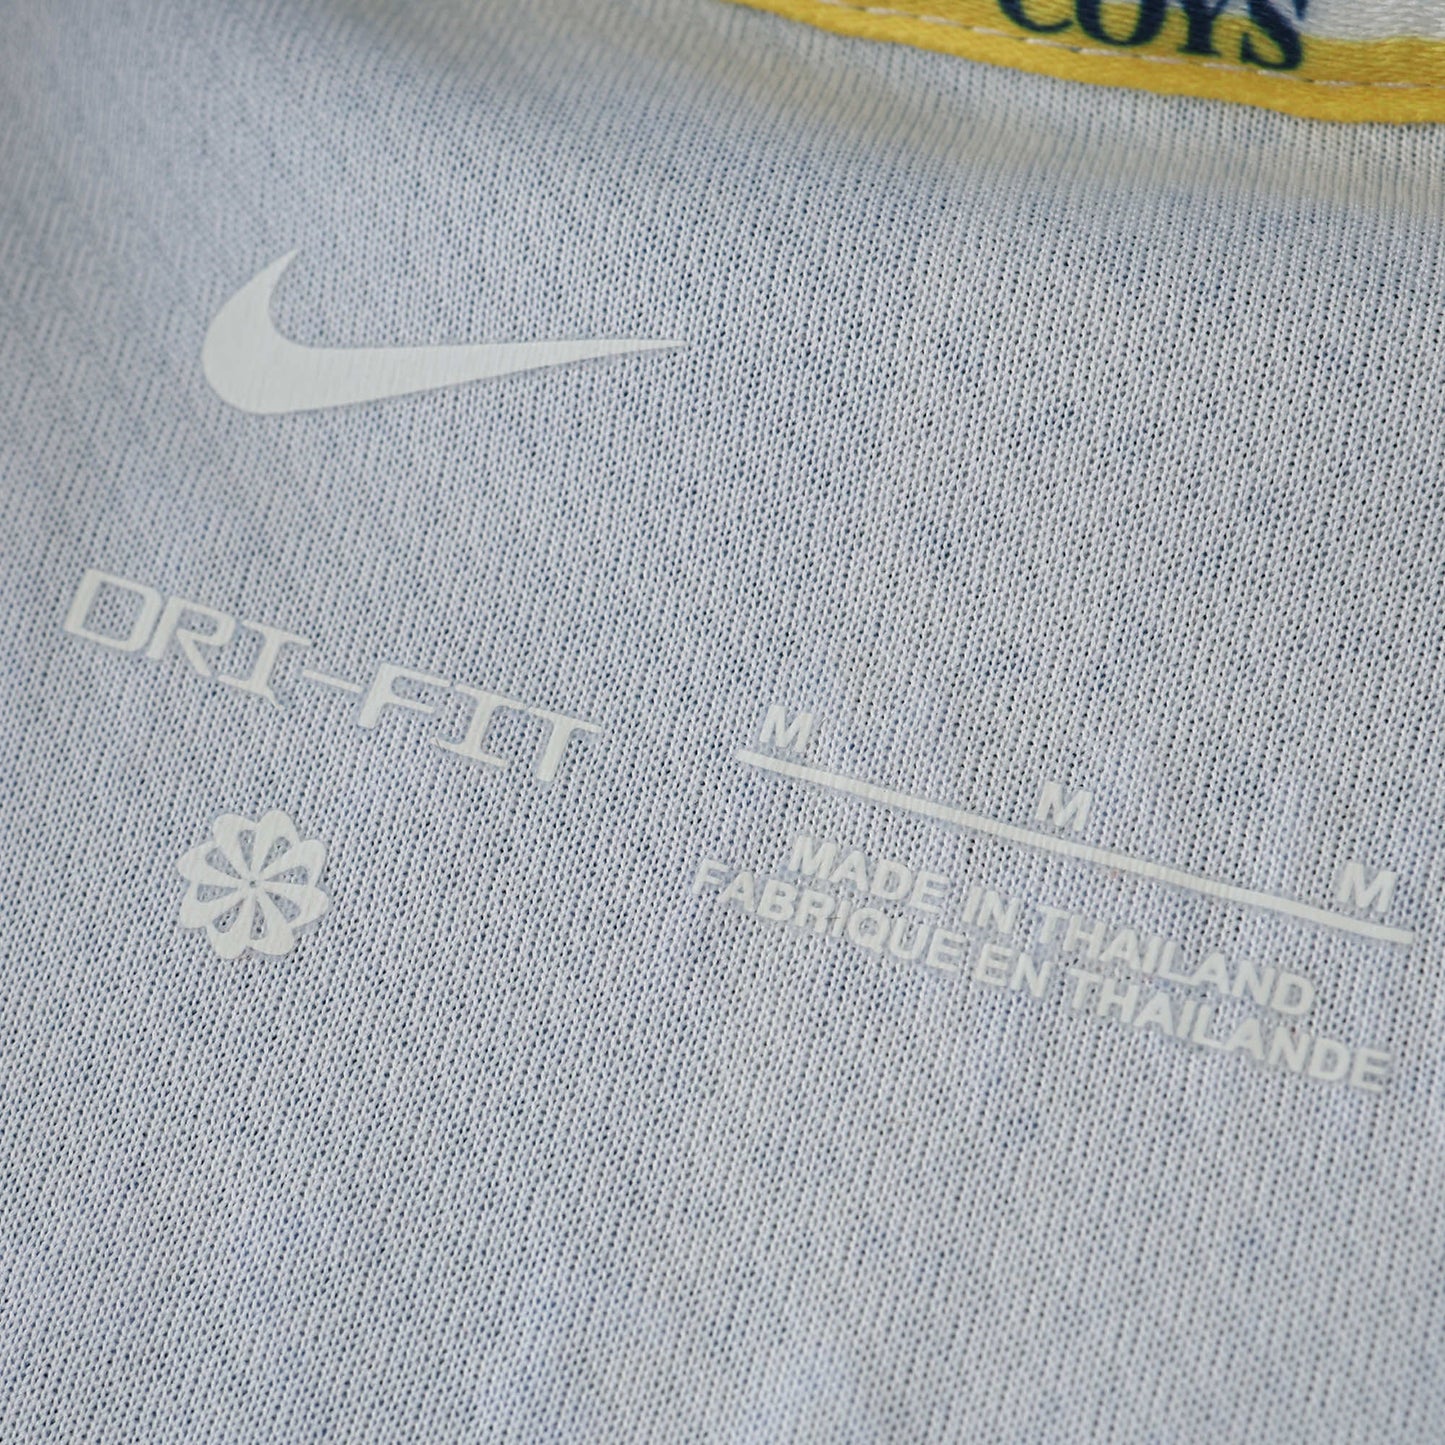 COYS
DRI-FIT
M M M
MADE IN THAILAND
FABRIQUE EN THAILANDE